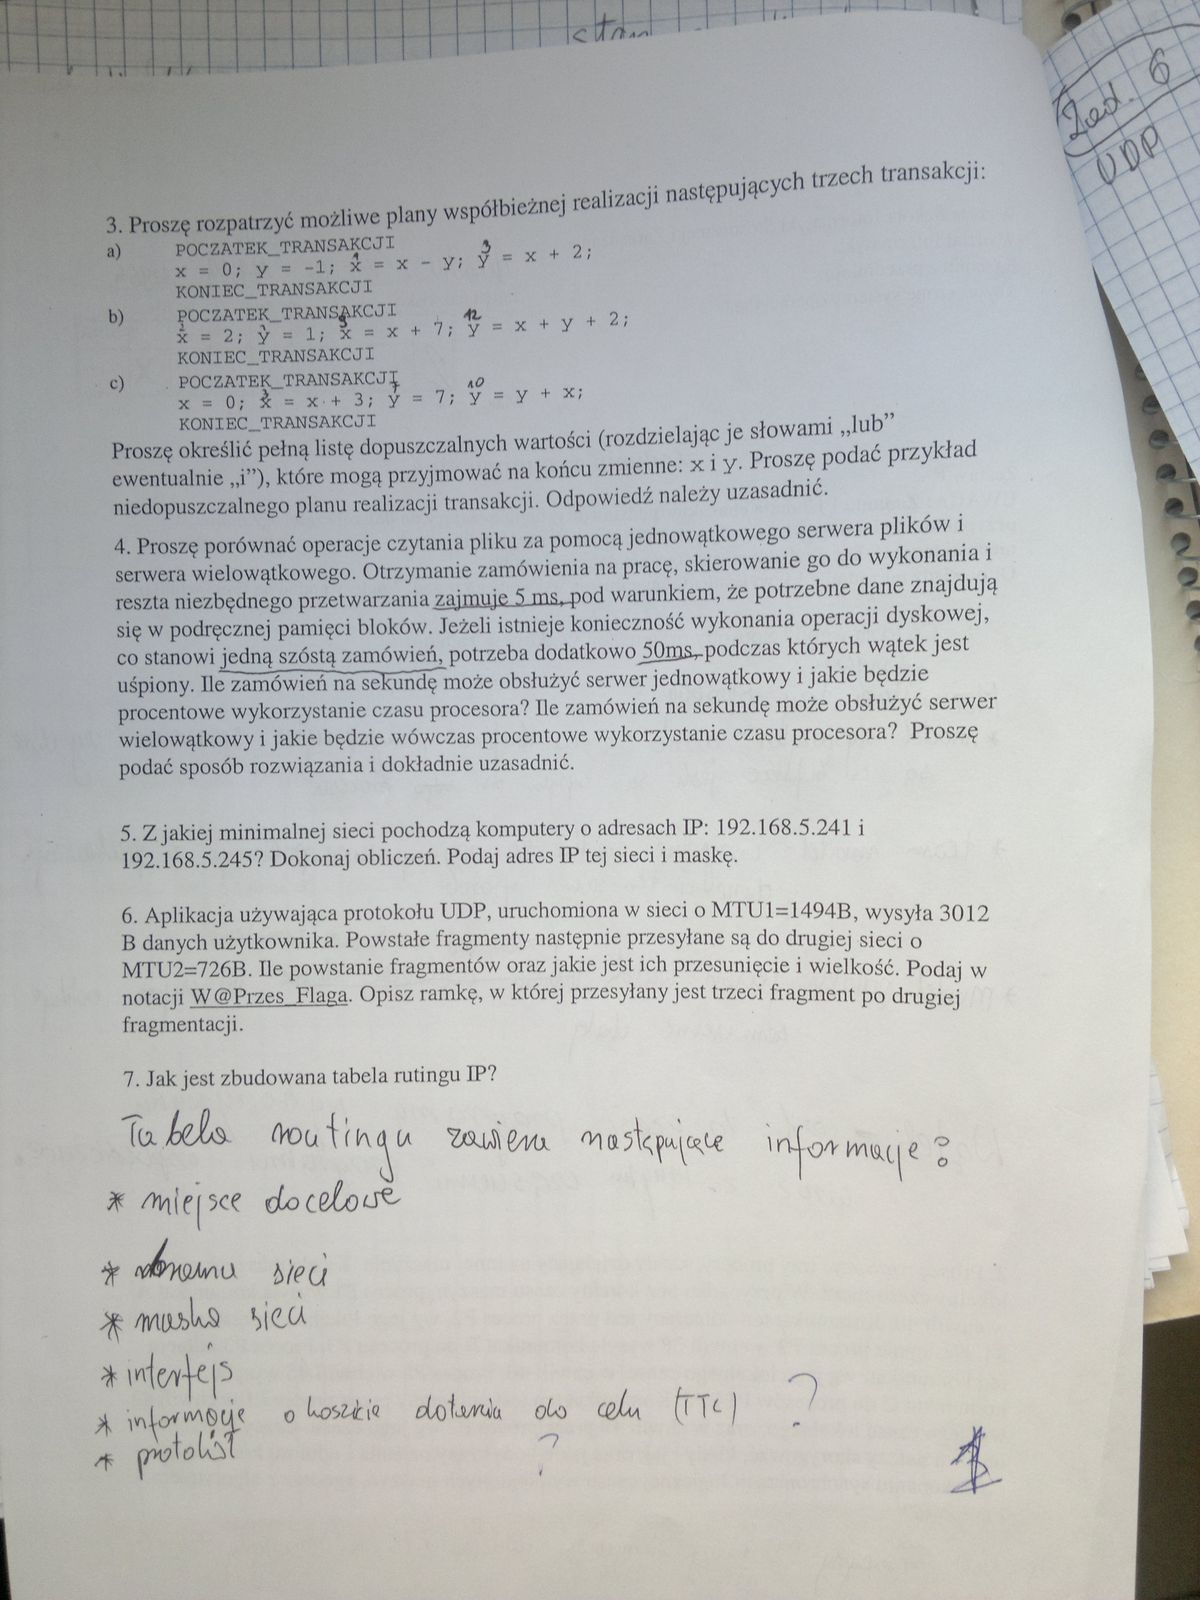 Zad. 6
UDP
3. Proszę rozpatrzyć możliwe plany współbieżnej realizacji następujących trzech transakcji:
a) POCZATEK_TRANSAKCJI
1 3
x = 0; y = -1; x = x - y; y = x + 2;
KONIEC_TRANSAKCJI
b) POCZATEK_TRANSAKCJI
2 1 9 12
x = 2; y = 1; x = x + 7; y = x + y + 2;
KONIEC_TRANSAKCJI
c) POCZATEK_TRANSAKCJI
3 7 10
x = 0; x = x + 3; y = 7; y = y + x;
KONIEC_TRANSAKCJI
Proszę określić pełną listę dopuszczalnych wartości (rozdzielając je słowami „lub”
ewentualnie „i”), które mogą przyjmować na końcu zmienne: x i y. Proszę podać przykład
niedopuszczalnego planu realizacji transakcji. Odpowiedź należy uzasadnić.
4. Proszę porównać operacje czytania pliku za pomocą jednowątkowego serwera plików i
serwera wielowątkowego. Otrzymanie zamówienia na pracę, skierowanie go do wykonania i
reszta niezbędnego przetwarzania zajmuje 5 ms, pod warunkiem, że potrzebne dane znajdują
się w podręcznej pamięci bloków. Jeżeli istnieje konieczność wykonania operacji dyskowej,
co stanowi jedną szóstą zamówień, potrzeba dodatkowo 50ms, podczas których wątek jest
uśpiony. Ile zamówień na sekundę może obsłużyć serwer jednowątkowy i jakie będzie
procentowe wykorzystanie czasu procesora? Ile zamówień na sekundę może obsłużyć serwer
wielowątkowy i jakie będzie wówczas procentowe wykorzystanie czasu procesora? Proszę
podać sposób rozwiązania i dokładnie uzasadnić.
5. Z jakiej minimalnej sieci pochodzą komputery o adresach IP: 192.168.5.241 i
192.168.5.245? Dokonaj obliczeń. Podaj adres IP tej sieci i maskę.
6. Aplikacja używająca protokołu UDP, uruchomiona w sieci o MTU1=1494B, wysyła 3012
B danych użytkownika. Powstałe fragmenty następnie przesyłane są do drugiej sieci o
MTU2=726B. Ile powstanie fragmentów oraz jakie jest ich przesunięcie i wielkość. Podaj w
notacji W@Przes_Flaga. Opisz ramkę, w której przesyłany jest trzeci fragment po drugiej
fragmentacji.
7. Jak jest zbudowana tabela rutingu IP?
Tabela routingu zawiera następujące informacje:
* miejsce docelowe
* brama sieci
* maska sieci
* interfejs
* informacje o koszcie dotarcia do celu (TTL) ?
* protokół ?